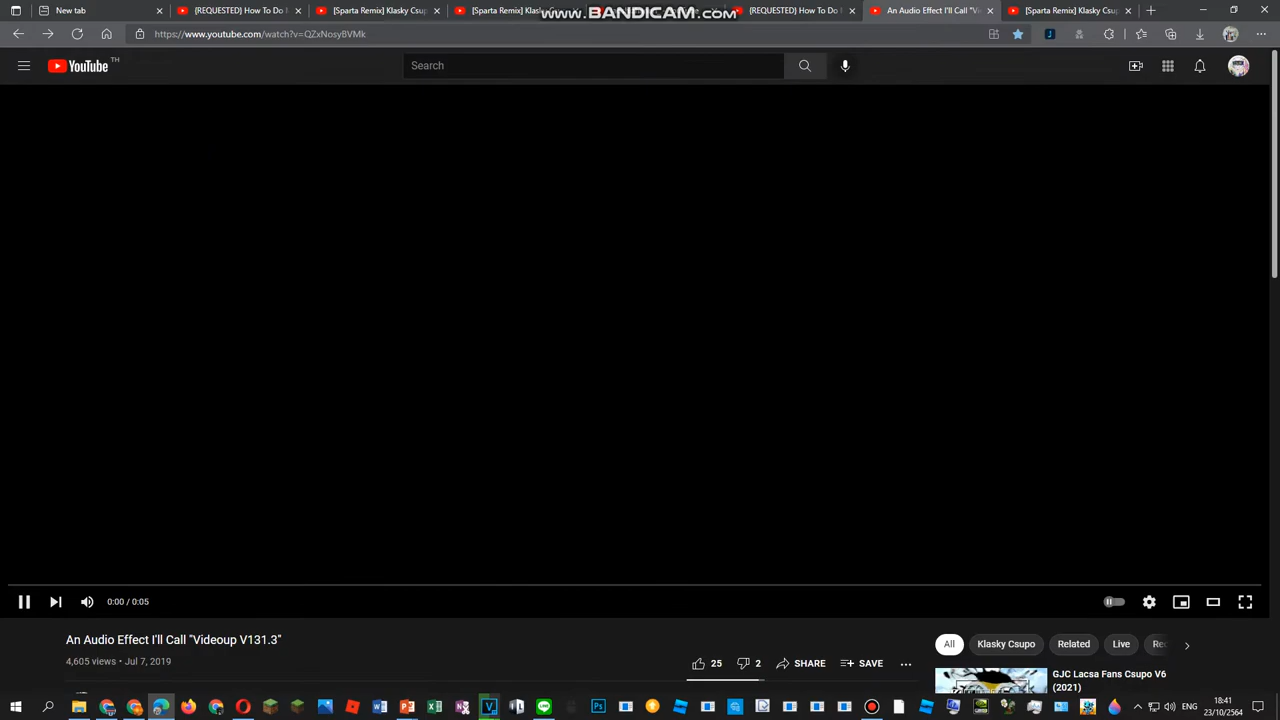 New tab
[REQUESTED] How To Do
[Sparta Remix] Klasky Csup
[Sparta Remix] Klas
[REQUESTED] How To Do
An Audio Effect I'll Call "Vi
[Sparta Remix] Klasky Csu
www.BANDICAM.com
https://www.youtube.com/watch?v=QZxNosyBVMk
YouTube
TH
Search
0:00 / 0:05
An Audio Effect I'll Call "Videoup V131.3"
4,605 views • Jul 7, 2019
25
2
SHARE
SAVE
All
Klasky Csupo
Related
Live
GJC Lacsa Fans Csupo V6
(2021)
18:41
23/10/2564